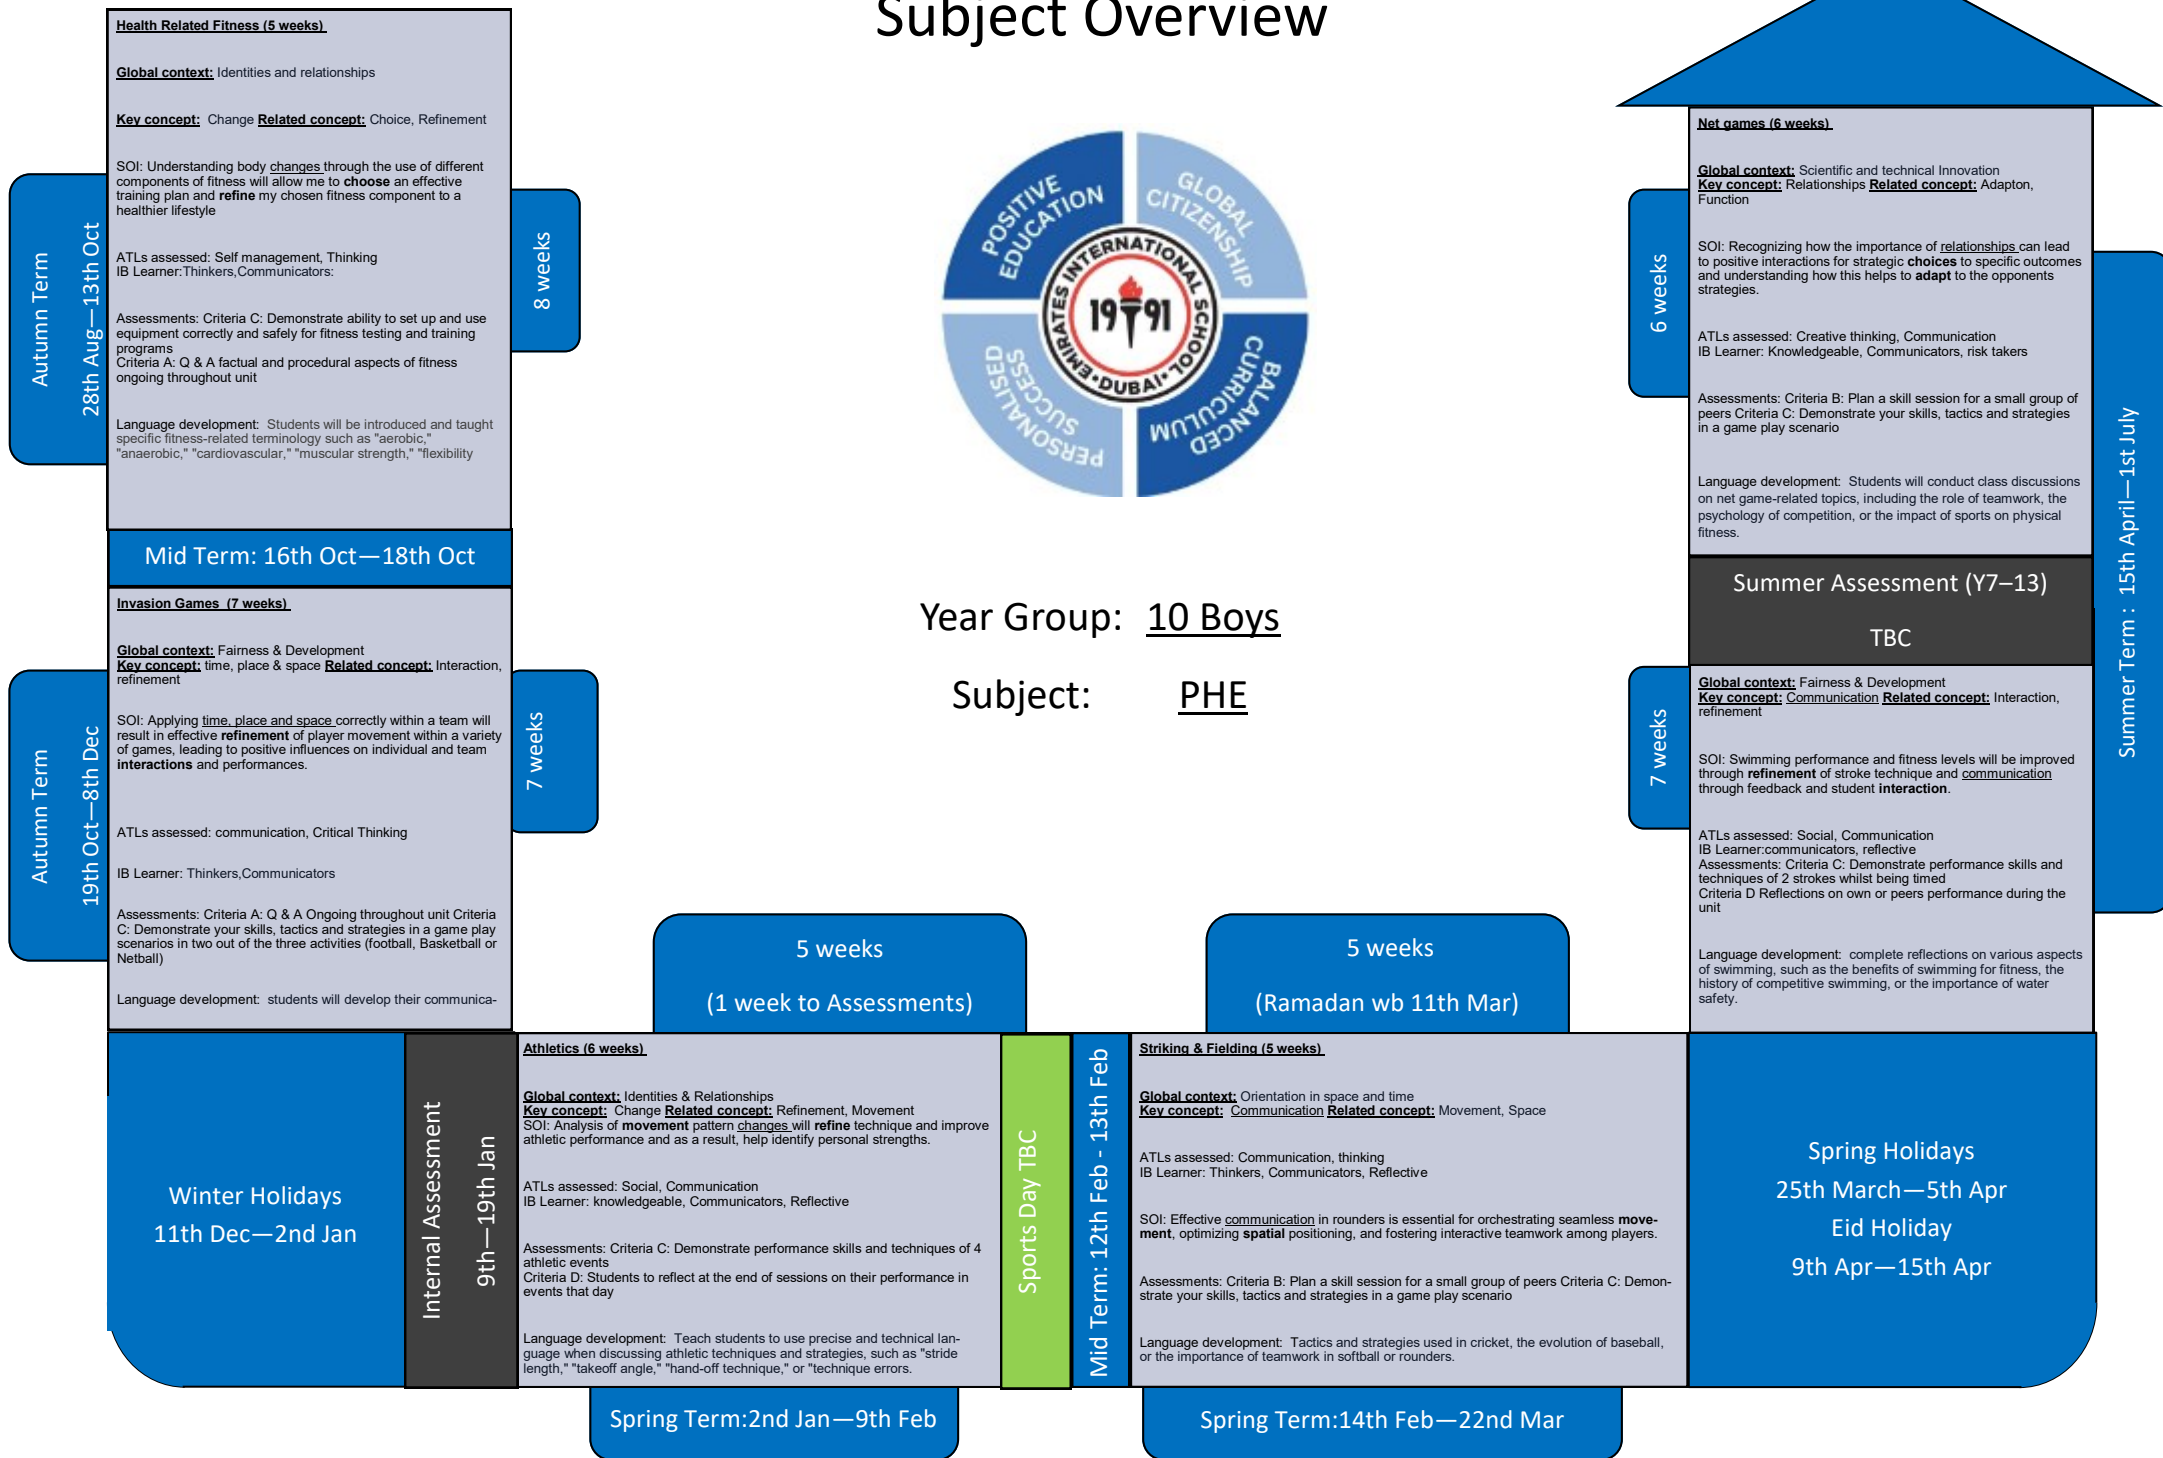 Subject Overview
Health Related Fitness (5 weeks)
Global context: Identities and relationships
Key concept: Change Related concept: Choice, Refinement
SOI: Understanding body changes through the use of different
components of fitness will allow me to choose an effective
training plan and refine my chosen fitness component to a
healthier lifestyle
ATLs assessed: Self management, Thinking
IB Learner:Thinkers,Communicators:
Assessments: Criteria C: Demonstrate ability to set up and use
equipment correctly and safely for fitness testing and training
programs
Criteria A: Q & A factual and procedural aspects of fitness
ongoing throughout unit
Language development: Students will be introduced and taught
specific fitness-related terminology such as "aerobic,"
"anaerobic," "cardiovascular," "muscular strength," "flexibility
Autumn Term
28th Aug—13th Oct
8 weeks
Mid Term: 16th Oct—18th Oct
Invasion Games (7 weeks)
Global context: Fairness & Development
Key concept: time, place & space Related concept: Interaction,
refinement
SOI: Applying time, place and space correctly within a team will
result in effective refinement of player movement within a variety
of games, leading to positive influences on individual and team
interactions and performances.
ATLs assessed: communication, Critical Thinking
IB Learner: Thinkers,Communicators
Assessments: Criteria A: Q & A Ongoing throughout unit Criteria
C: Demonstrate your skills, tactics and strategies in a game play
scenarios in two out of the three activities (football, Basketball or
Netball)
Language development: students will develop their communica-
Autumn Term
19th Oct—8th Dec
7 weeks
POSITIVE
EDUCATION
GLOBAL
CITIZENSHIP
BALANCED
CURRICULUM
PERSONALISED
SUCCESS
EMIRATES INTERNATIONAL SCHOOL
•DUBAI•
1991
Year Group: 10 Boys
Subject: PHE
Winter Holidays
11th Dec—2nd Jan
Internal Assessment
9th—19th Jan
5 weeks
(1 week to Assessments)
Athletics (6 weeks)
Global context: Identities & Relationships
Key concept: Change Related concept: Refinement, Movement
SOI: Analysis of movement pattern changes will refine technique and improve
athletic performance and as a result, help identify personal strengths.
ATLs assessed: Social, Communication
IB Learner: knowledgeable, Communicators, Reflective
Assessments: Criteria C: Demonstrate performance skills and techniques of 4
athletic events
Criteria D: Students to reflect at the end of sessions on their performance in
events that day
Language development: Teach students to use precise and technical lan-
guage when discussing athletic techniques and strategies, such as "stride
length," "takeoff angle," "hand-off technique," or "technique errors.
Spring Term:2nd Jan—9th Feb
Sports Day TBC
Mid Term: 12th Feb - 13th Feb
5 weeks
(Ramadan wb 11th Mar)
Striking & Fielding (5 weeks)
Global context: Orientation in space and time
Key concept: Communication Related concept: Movement, Space
ATLs assessed: Communication, thinking
IB Learner: Thinkers, Communicators, Reflective
SOI: Effective communication in rounders is essential for orchestrating seamless move-
ment, optimizing spatial positioning, and fostering interactive teamwork among players.
Assessments: Criteria B: Plan a skill session for a small group of peers Criteria C: Demon-
strate your skills, tactics and strategies in a game play scenario
Language development: Tactics and strategies used in cricket, the evolution of baseball,
or the importance of teamwork in softball or rounders.
Spring Term:14th Feb—22nd Mar
Spring Holidays
25th March—5th Apr
Eid Holiday
9th Apr—15th Apr
Net games (6 weeks)
Global context: Scientific and technical Innovation
Key concept: Relationships Related concept: Adapton,
Function
SOI: Recognizing how the importance of relationships can lead
to positive interactions for strategic choices to specific outcomes
and understanding how this helps to adapt to the opponents
strategies.
ATLs assessed: Creative thinking, Communication
IB Learner: Knowledgeable, Communicators, risk takers
Assessments: Criteria B: Plan a skill session for a small group of
peers Criteria C: Demonstrate your skills, tactics and strategies
in a game play scenario
Language development: Students will conduct class discussions
on net game-related topics, including the role of teamwork, the
psychology of competition, or the impact of sports on physical
fitness.
6 weeks
Summer Assessment (Y7–13)
TBC
Global context: Fairness & Development
Key concept: Communication Related concept: Interaction,
refinement
SOI: Swimming performance and fitness levels will be improved
through refinement of stroke technique and communication
through feedback and student interaction.
ATLs assessed: Social, Communication
IB Learner:communicators, reflective
Assessments: Criteria C: Demonstrate performance skills and
techniques of 2 strokes whilst being timed
Criteria D Reflections on own or peers performance during the
unit
Language development: complete reflections on various aspects
of swimming, such as the benefits of swimming for fitness, the
history of competitive swimming, or the importance of water
safety.
7 weeks
Summer Term : 15th April—1st July